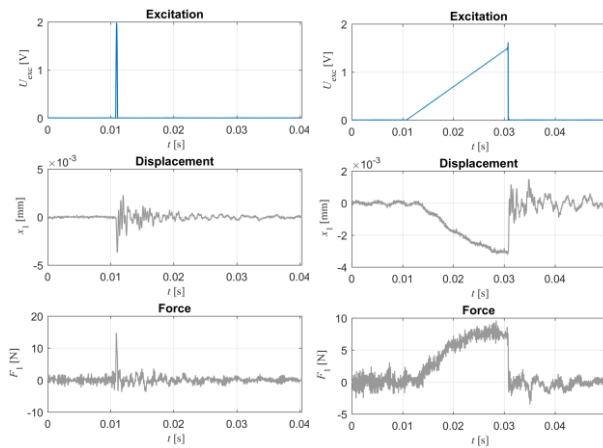 Excitation
2
1
0
U_exc [V]
0 0.01 0.02 0.03 0.04
t [s]
×10^-3 Displacement
5
0
-5
x_1 [mm]
0 0.01 0.02 0.03 0.04
t [s]
Force
20
10
0
-10
F_1 [N]
0 0.01 0.02 0.03 0.04
t [s]
Excitation
2
1
0
U_exc [V]
0 0.01 0.02 0.03 0.04
t [s]
×10^-3 Displacement
2
0
-2
-4
x_1 [mm]
0 0.01 0.02 0.03 0.04
t [s]
Force
10
5
0
-5
F_1 [N]
0 0.01 0.02 0.03 0.04
t [s]